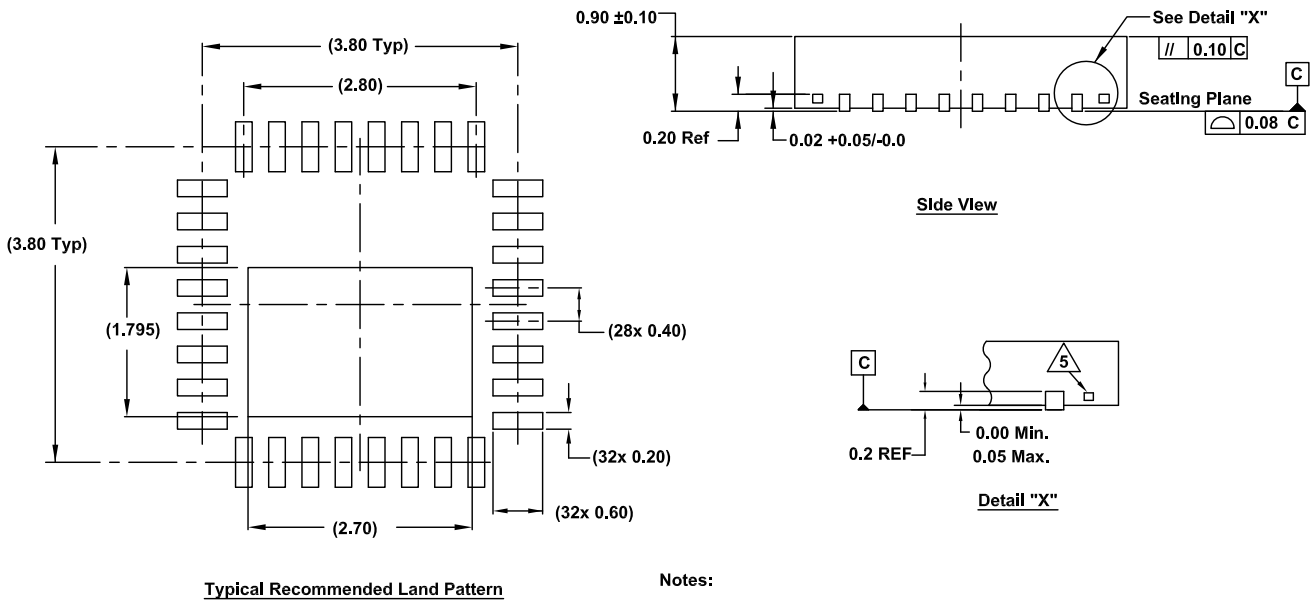 (3.80 Typ)
(2.80)
(3.80 Typ)
(1.795)
(28x 0.40)
(32x 0.20)
(32x 0.60)
(2.70)
Typical Recommended Land Pattern
0.90 ±0.10
See Detail "X"
// 0.10 C
C
Seating Plane
0.08 C
0.20 Ref
0.02 +0.05/-0.0
Side View
C
5
0.2 REF
0.00 Min.
0.05 Max.
Detail "X"
Notes: